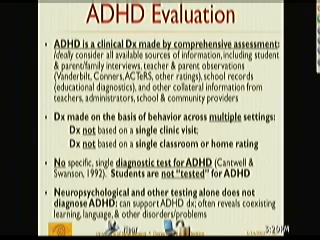 ADHD Evaluation
• ADHD is a clinical Dx made by comprehensive assessment:
Idealy consider all available sources of information, including student
& parent/family interviews, teacher & parent observations
(Vanderbilt, Conners, ACTeRS, other ratings), school records
(educational diagnostics), and other collateral information from
teachers, administrators, school & community providers
• Dx made on the basis of behavior across multiple settings:
Dx not based on a single clinic visit;
Dx not based on a single classroom or home rating
• No specific, single diagnostic test for ADHD (Cantwell &
Swanson, 1992). Students are not "tested" for ADHD
• Neuropsychological and other testing alone does not
diagnose ADHD: can support ADHD dx; often reveals coexisting
learning, language, & other disorders/problems
3:20PM